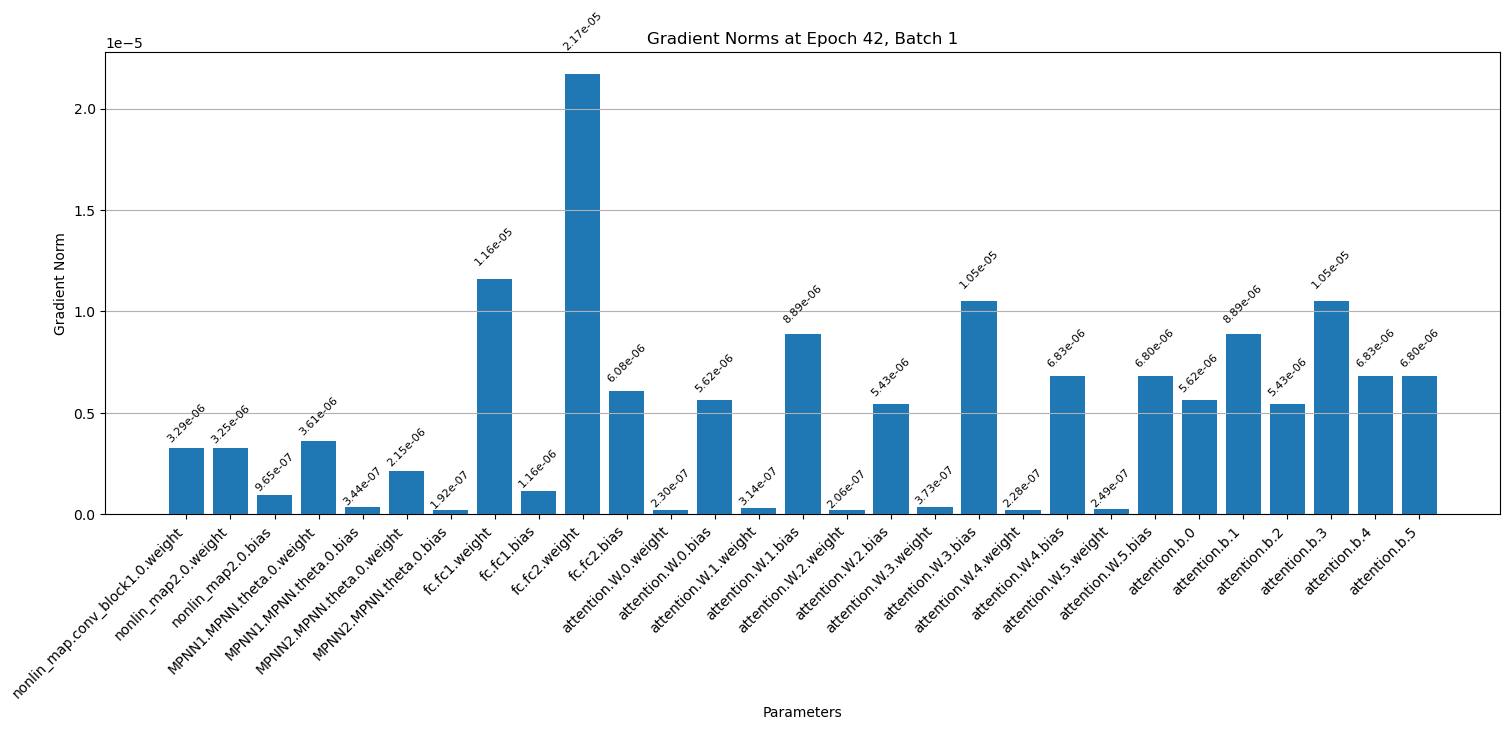 Gradient Norms at Epoch 42, Batch 1
1e−5
2.0
1.5
1.0
0.5
0.0
Gradient Norm
3.29e-06
3.25e-06
9.65e-07
3.61e-06
3.44e-07
2.15e-06
1.92e-07
1.16e-05
1.16e-06
2.17e-05
6.08e-06
2.30e-07
5.62e-06
3.14e-07
8.89e-06
2.06e-07
5.43e-06
3.73e-07
1.05e-05
2.28e-07
6.83e-06
2.49e-07
6.80e-06
5.62e-06
8.89e-06
5.43e-06
1.05e-05
6.83e-06
6.80e-06
nonlin_map.conv_block1.0.weight
nonlin_map2.0.weight
nonlin_map2.0.bias
MPNN1.MPNN.theta.0.weight
MPNN1.MPNN.theta.0.bias
MPNN2.MPNN.theta.0.weight
MPNN2.MPNN.theta.0.bias
fc.fc1.weight
fc.fc1.bias
fc.fc2.weight
fc.fc2.bias
attention.W.0.weight
attention.W.0.bias
attention.W.1.weight
attention.W.1.bias
attention.W.2.weight
attention.W.2.bias
attention.W.3.weight
attention.W.3.bias
attention.W.4.weight
attention.W.4.bias
attention.W.5.weight
attention.W.5.bias
attention.b.0
attention.b.1
attention.b.2
attention.b.3
attention.b.4
attention.b.5
Parameters